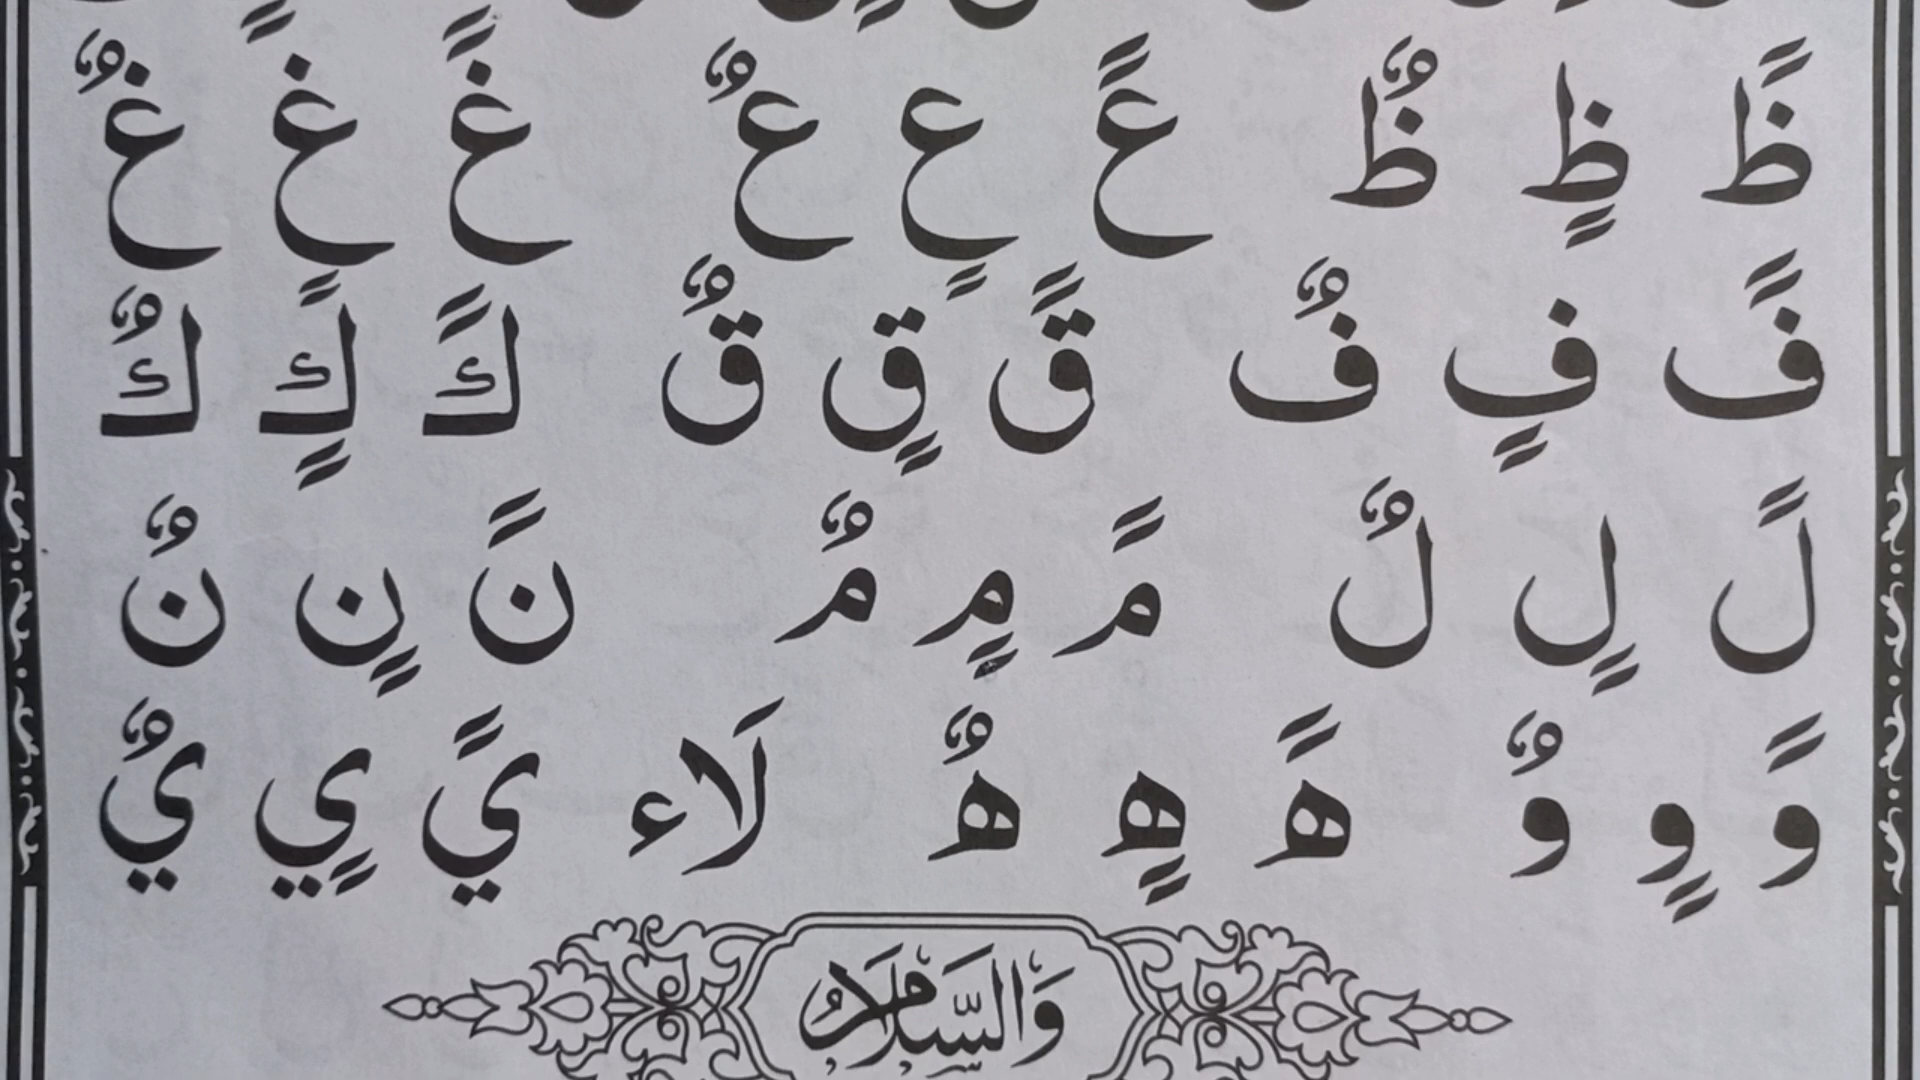 ظً ظٍ ظٌ عً عٍ عٌ غً غٍ غٌ
فً فٍ فٌ قً قٍ قٌ كً كٍ كٌ
لً لٍ لٌ مً مٍ مٌ نً نٍ نٌ
وً وٍ وٌ هً هٍ هٌ لَاء يً يٍ يٌ
وَالسَّلَامُ